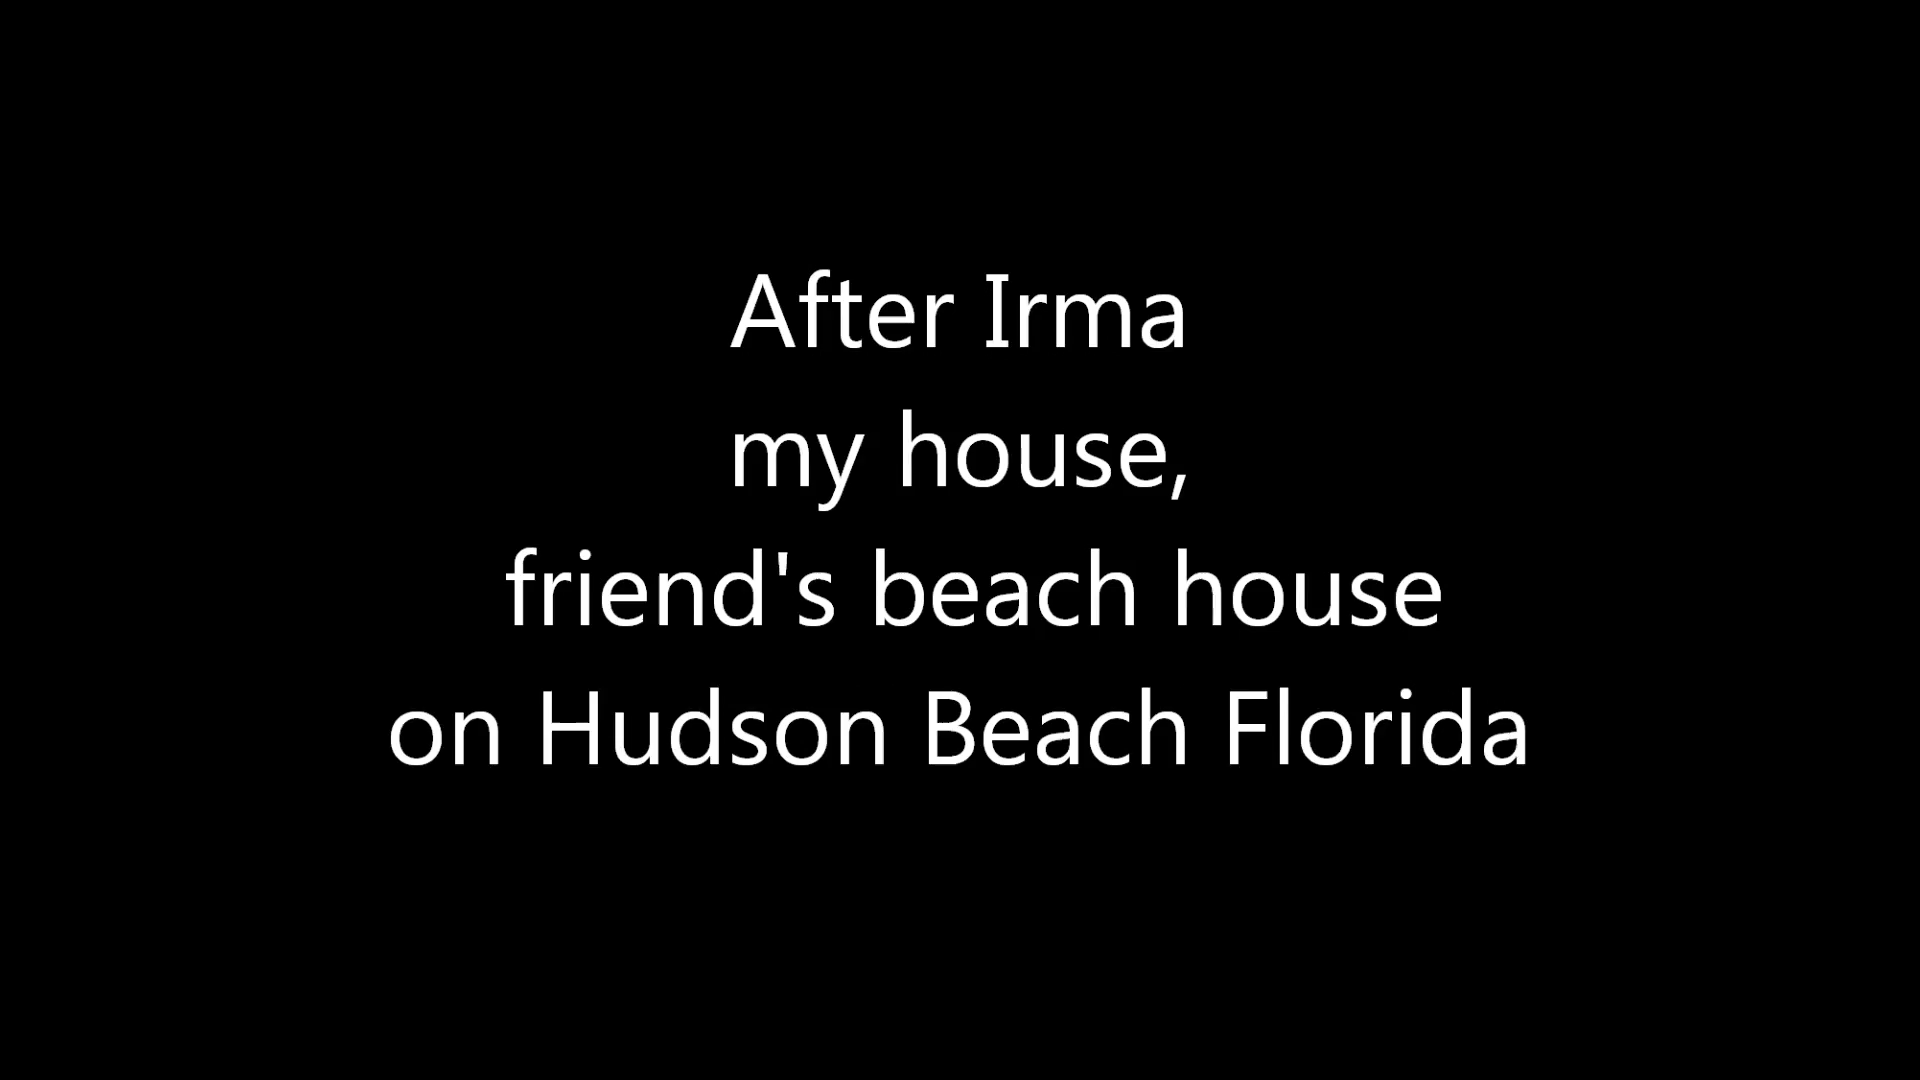 After Irma
my house,
friend's beach house
on Hudson Beach Florida